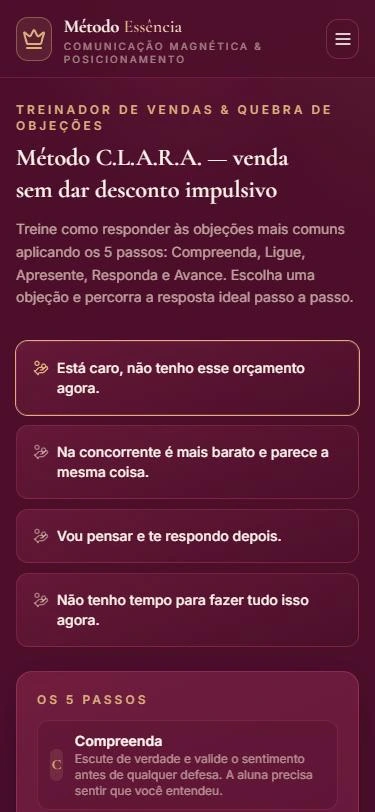 Método Essência
COMUNICAÇÃO MAGNÉTICA &
POSICIONAMENTO
TREINADOR DE VENDAS & QUEBRA DE
OBJEÇÕES
Método C.L.A.R.A. — venda
sem dar desconto impulsivo
Treine como responder às objeções mais comuns
aplicando os 5 passos: Compreenda, Ligue,
Apresente, Responda e Avance. Escolha uma
objeção e percorra a resposta ideal passo a passo.
Está caro, não tenho esse orçamento
agora.
Na concorrente é mais barato e parece a
mesma coisa.
Vou pensar e te respondo depois.
Não tenho tempo para fazer tudo isso
agora.
OS 5 PASSOS
Compreenda
C
Escute de verdade e valide o sentimento
antes de qualquer defesa. A aluna precisa
sentir que você entendeu.